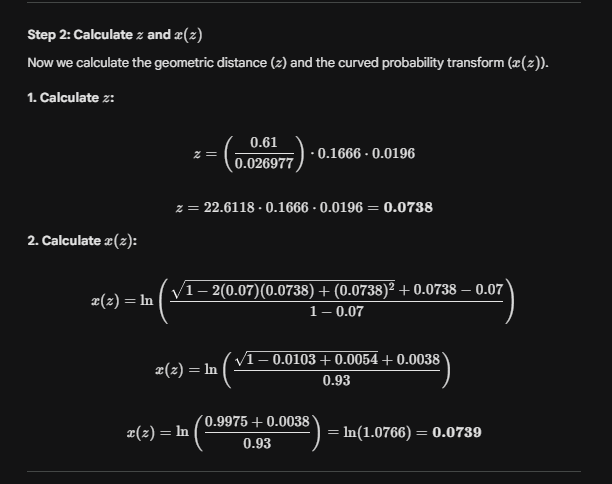 Step 2: Calculate z and x(z)
Now we calculate the geometric distance (z) and the curved probability transform (x(z)).
1. Calculate z:
z = (0.61 / 0.026977) · 0.1666 · 0.0196
z = 22.6118 · 0.1666 · 0.0196 = 0.0738
2. Calculate x(z):
x(z) = ln ((√(1 − 2(0.07)(0.0738) + (0.0738)²) + 0.0738 − 0.07) / (1 − 0.07))
x(z) = ln ((√(1 − 0.0103 + 0.0054) + 0.0038) / 0.93)
x(z) = ln ((0.9975 + 0.0038) / 0.93) = ln(1.0766) = 0.0739